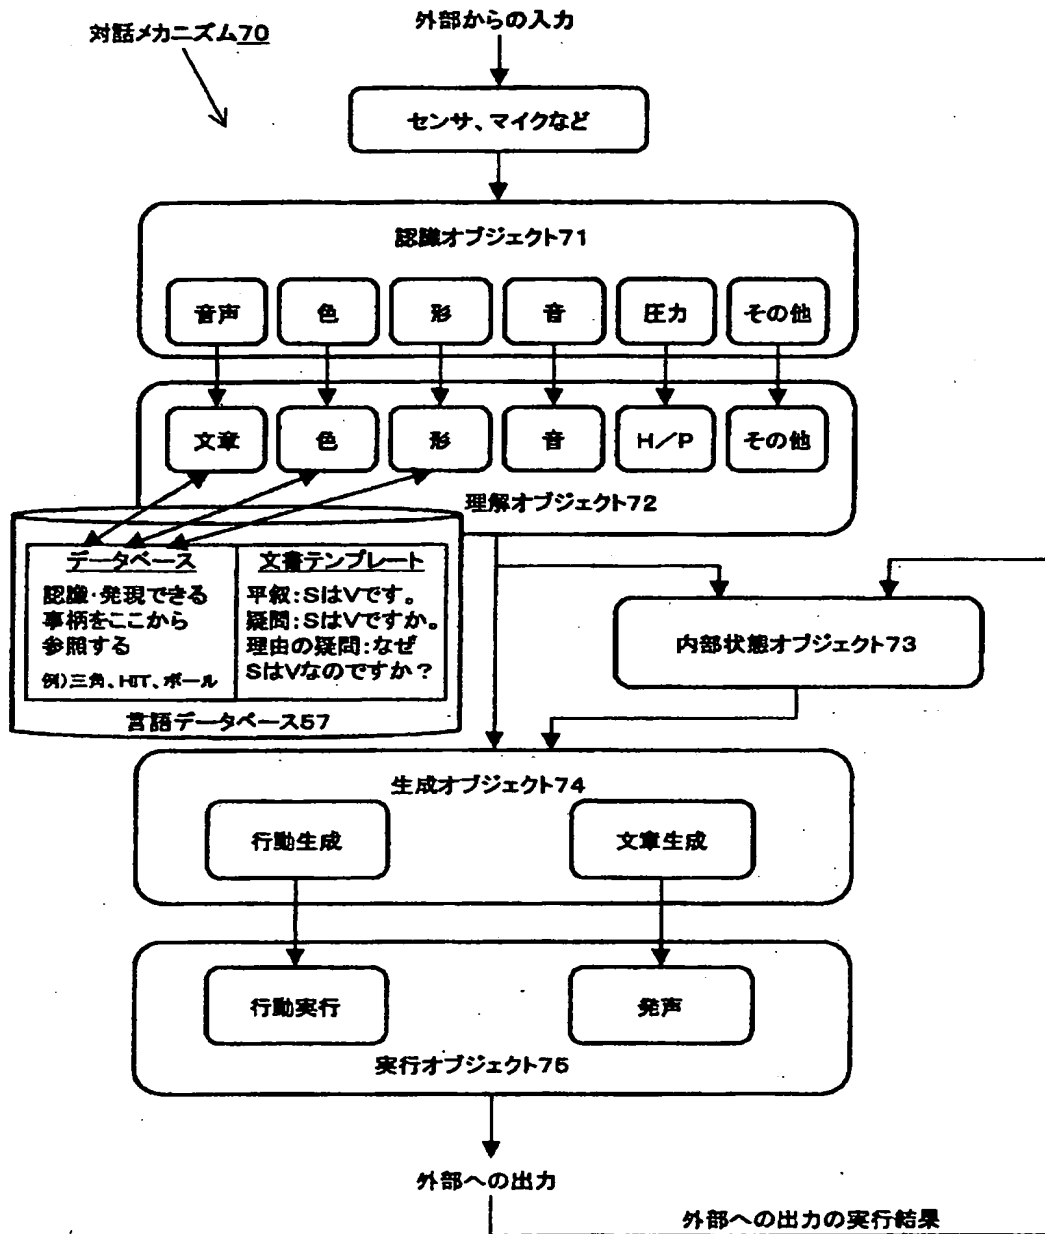 外部からの入力
対話メカニズム70
センサ、マイクなど
認識オブジェクト71
音声
色
形
音
圧力
その他
文章
色
形
音
H/P
その他
理解オブジェクト72
データベース
認識・発現できる
事柄をここから
参照する
例)三角、HIT、ボール
文書テンプレート
平叙:SはVです。
疑問:SはVですか。
理由の疑問:なぜ
SはVなのですか?
言語データベース57
内部状態オブジェクト73
生成オブジェクト74
行動生成
文章生成
行動実行
発声
実行オブジェクト75
外部への出力
外部への出力の実行結果